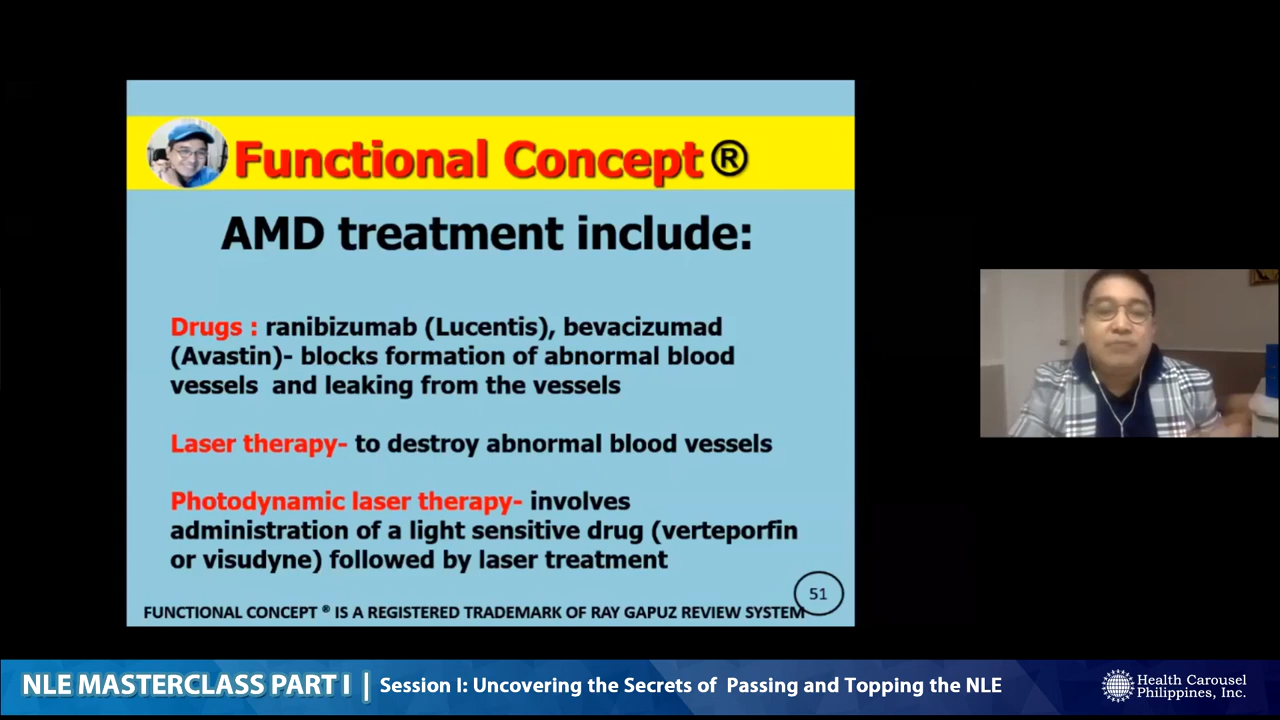 Functional Concept®
AMD treatment include:
Drugs : ranibizumab (Lucentis), bevacizumad
(Avastin)- blocks formation of abnormal blood
vessels and leaking from the vessels
Laser therapy- to destroy abnormal blood vessels
Photodynamic laser therapy- involves
administration of a light sensitive drug (verteporfin
or visudyne) followed by laser treatment
51
FUNCTIONAL CONCEPT ® IS A REGISTERED TRADEMARK OF RAY GAPUZ REVIEW SYSTEM
NLE MASTERCLASS PART I | Session I: Uncovering the Secrets of Passing and Topping the NLE
Health Carousel
Philippines, Inc.